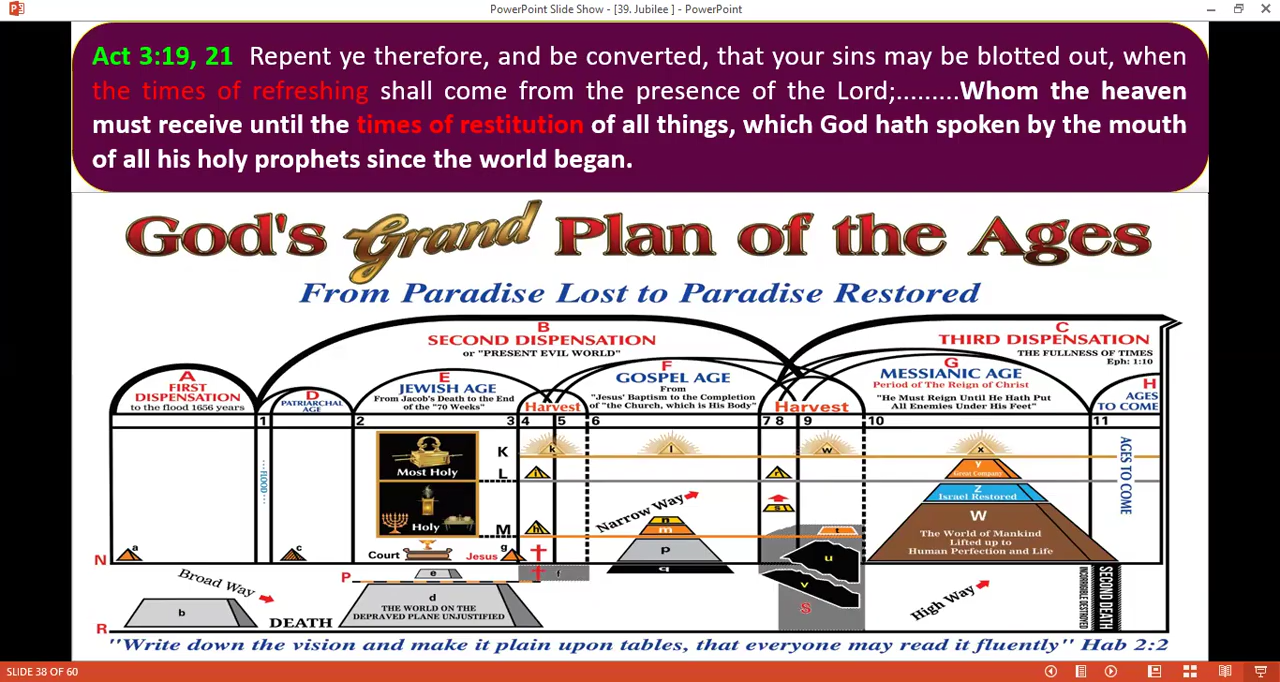 PowerPoint Slide Show - [39. Jubilee ] - PowerPoint
Act 3:19, 21 Repent ye therefore, and be converted, that your sins may be blotted out, when
the times of refreshing shall come from the presence of the Lord;.........Whom the heaven
must receive until the times of restitution of all things, which God hath spoken by the mouth
of all his holy prophets since the world began.
God's Grand Plan of the Ages
From Paradise Lost to Paradise Restored
A
FIRST
DISPENSATION
to the flood 1656 years
B
SECOND DISPENSATION
or "PRESENT EVIL WORLD"
C
THIRD DISPENSATION
THE FULLNESS OF TIMES
Eph: 1:10
D
PATRIARCHAL
AGE
E
JEWISH AGE
From Jacob's Death to the End
of the "70 Weeks"
Harvest
F
GOSPEL AGE
From
"Jesus' Baptism to the Completion
of "the Church, which is His Body"
Harvest
G
MESSIANIC AGE
Period of The Reign of Christ
"He Must Reign Until He Hath Put
All Enemies Under His Feet"
H
AGES
TO COME
1 2 3 4 5 6 7 8 9 10 11
FLOOD
Most Holy
Holy
Court
Jesus
K
L
M
N
P
R
a
b
c
d
e
f
g
h
k
l
Narrow Way
n
m
p
q
r
s
t
u
v
S
w
x
Y
Great Company
Z
Israel Restored
W
The World of Mankind
Lifted up to
Human Perfection and Life
AGES TO COME
Broad Way
DEATH
THE WORLD ON THE
DEPRAVED PLANE UNJUSTIFIED
High Way
INCORRIGIBLE DESTROYED
SECOND DEATH
"Write down the vision and make it plain upon tables, that everyone may read it fluently" Hab 2:2
SLIDE 38 OF 60